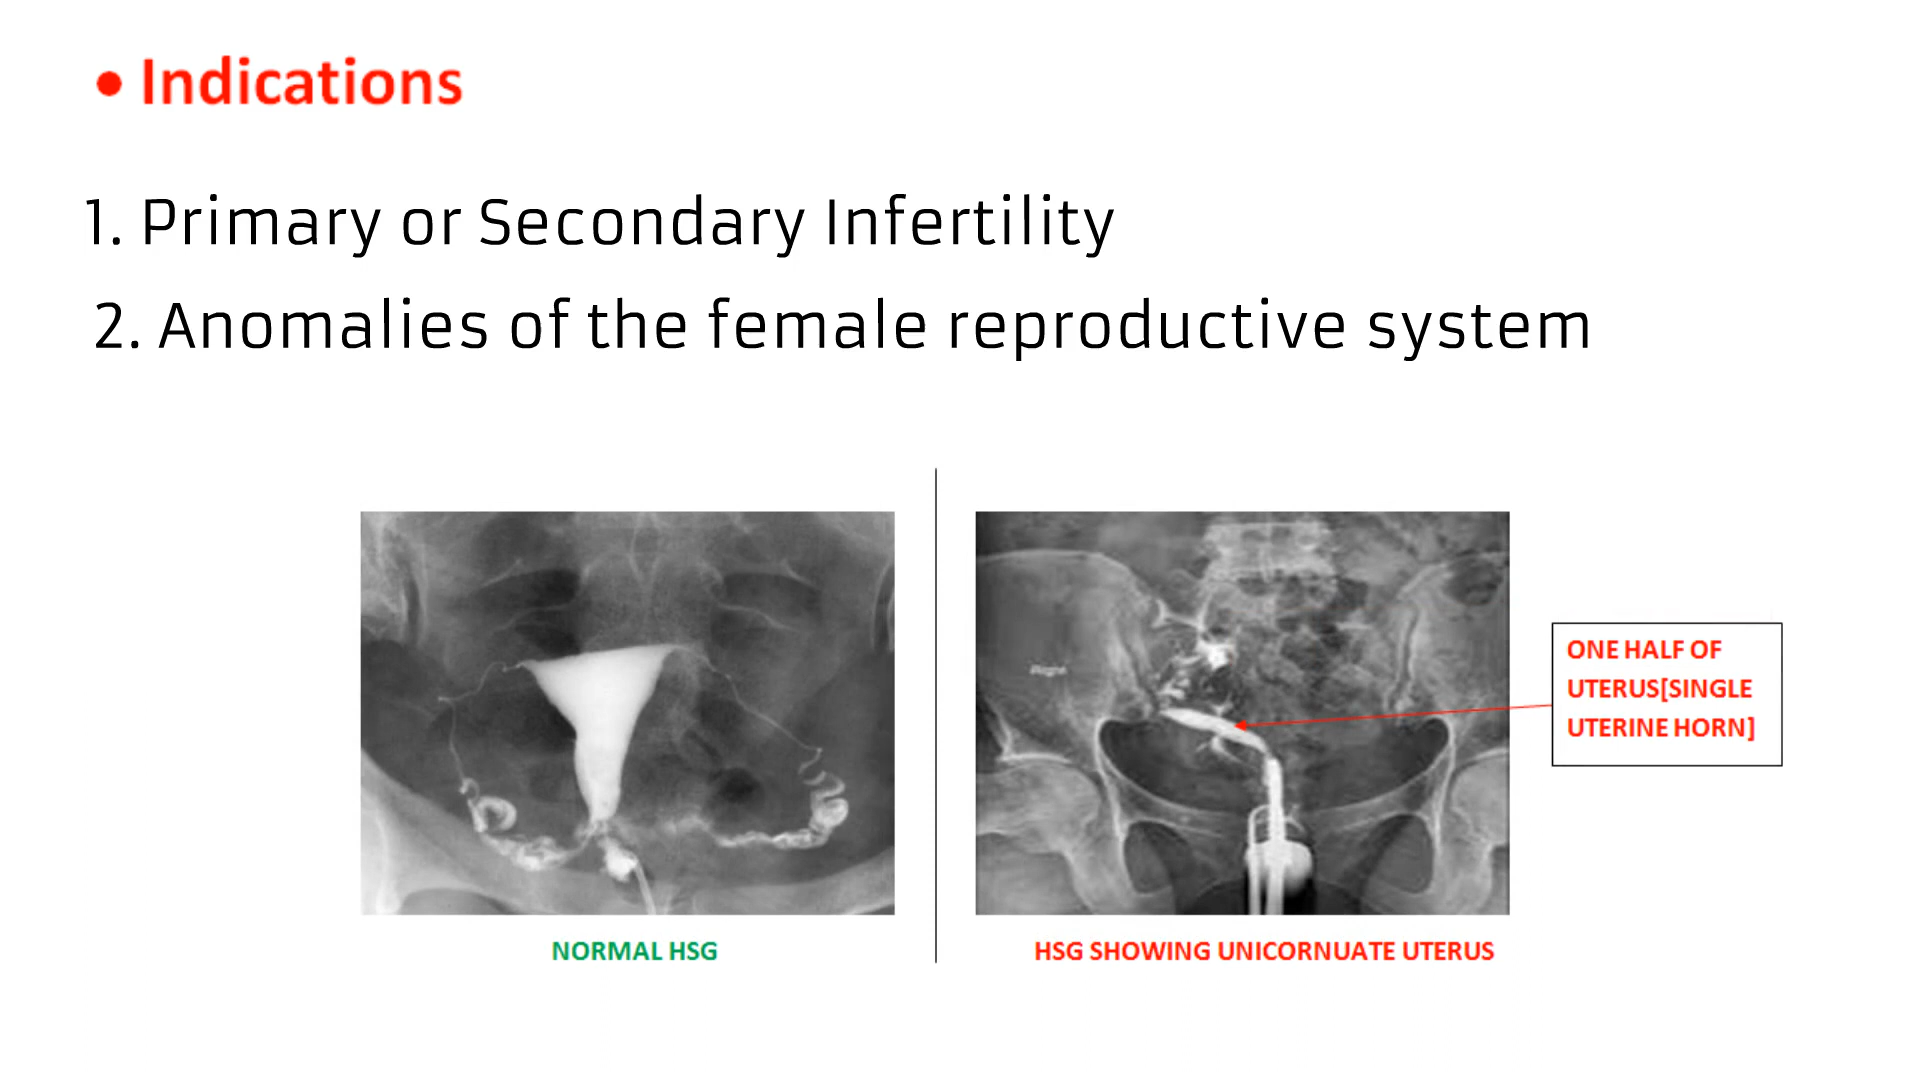 • Indications
1. Primary or Secondary Infertility
2. Anomalies of the female reproductive system
Right
ONE HALF OF
UTERUS[SINGLE
UTERINE HORN]
NORMAL HSG
HSG SHOWING UNICORNUATE UTERUS